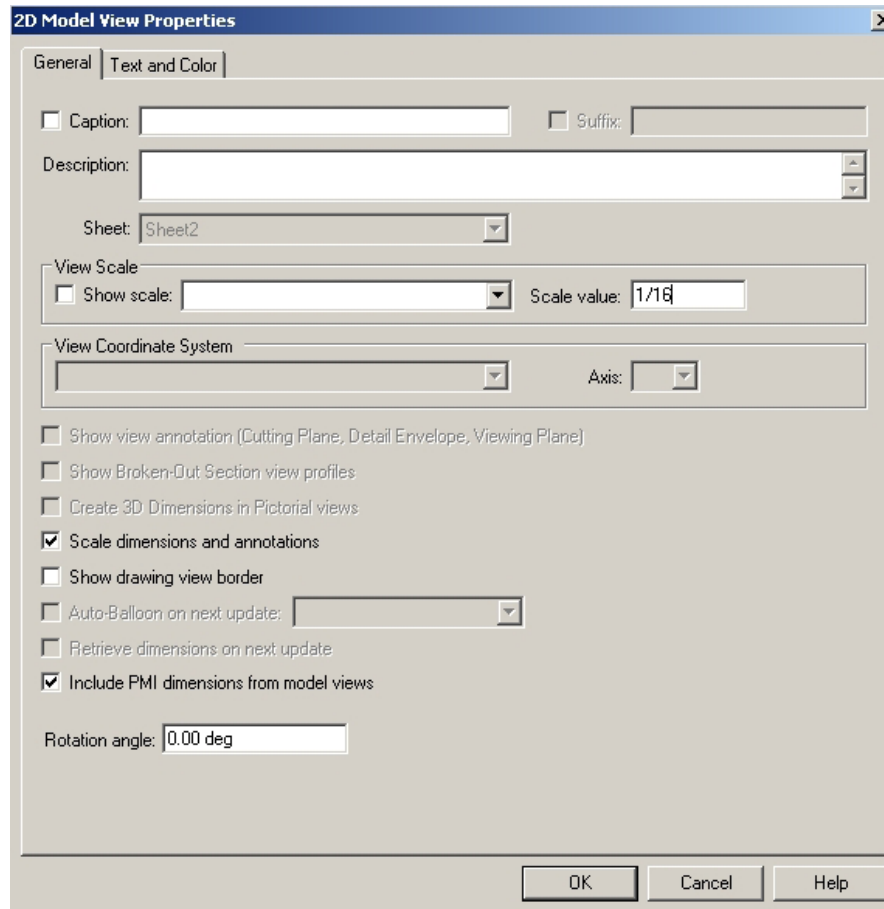 2D Model View Properties
General Text and Color
Caption: Suffix:
Description:
Sheet: Sheet2
View Scale
Show scale: Scale value: 1/16
View Coordinate System
Axis:
Show view annotation (Cutting Plane, Detail Envelope, Viewing Plane)
Show Broken-Out Section view profiles
Create 3D Dimensions in Pictorial views
Scale dimensions and annotations
Show drawing view border
Auto-Balloon on next update:
Retrieve dimensions on next update
Include PMI dimensions from model views
Rotation angle: 0.00 deg
OK Cancel Help